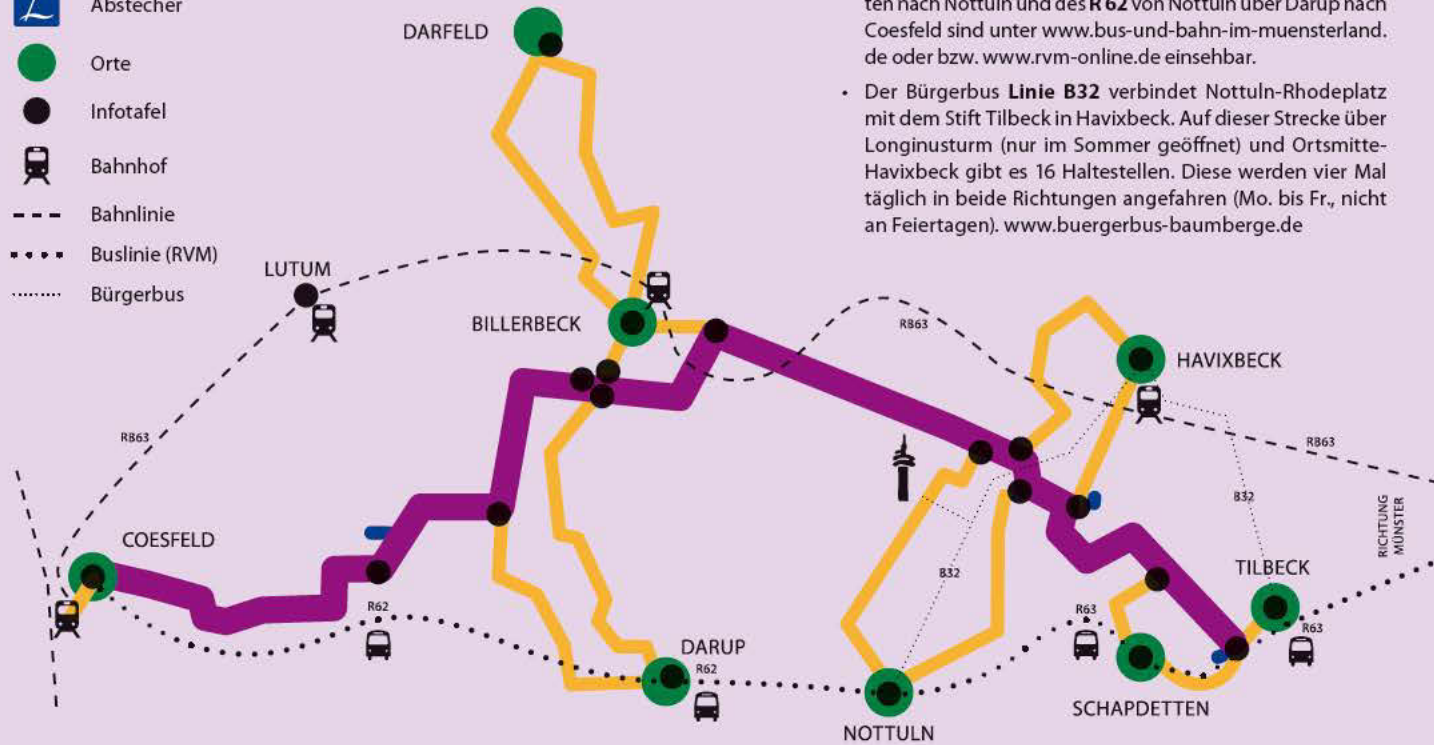 Abstecher
Orte
Infotafel
Bahnhof
Bahnlinie
Buslinie (RVM)
Bürgerbus
ten nach Nottuln und des R 62 von Nottuln über Darup nach
Coesfeld sind unter www.bus-und-bahn-im-muensterland.
de oder bzw. www.rvm-online.de einsehbar.
• Der Bürgerbus Linie B32 verbindet Nottuln-Rhodeplatz
mit dem Stift Tilbeck in Havixbeck. Auf dieser Strecke über
Longinusturm (nur im Sommer geöffnet) und Ortsmitte-
Havixbeck gibt es 16 Haltestellen. Diese werden vier Mal
täglich in beide Richtungen angefahren (Mo. bis Fr., nicht
an Feiertagen). www.buergerbus-baumberge.de
DARFELD
LUTUM
BILLERBECK
RB63
HAVIXBECK
RB63
RB63
B32
RICHTUNG
MÜNSTER
COESFELD
B32
TILBECK
R62
R63
R63
DARUP
R62
SCHAPDETTEN
NOTTULN